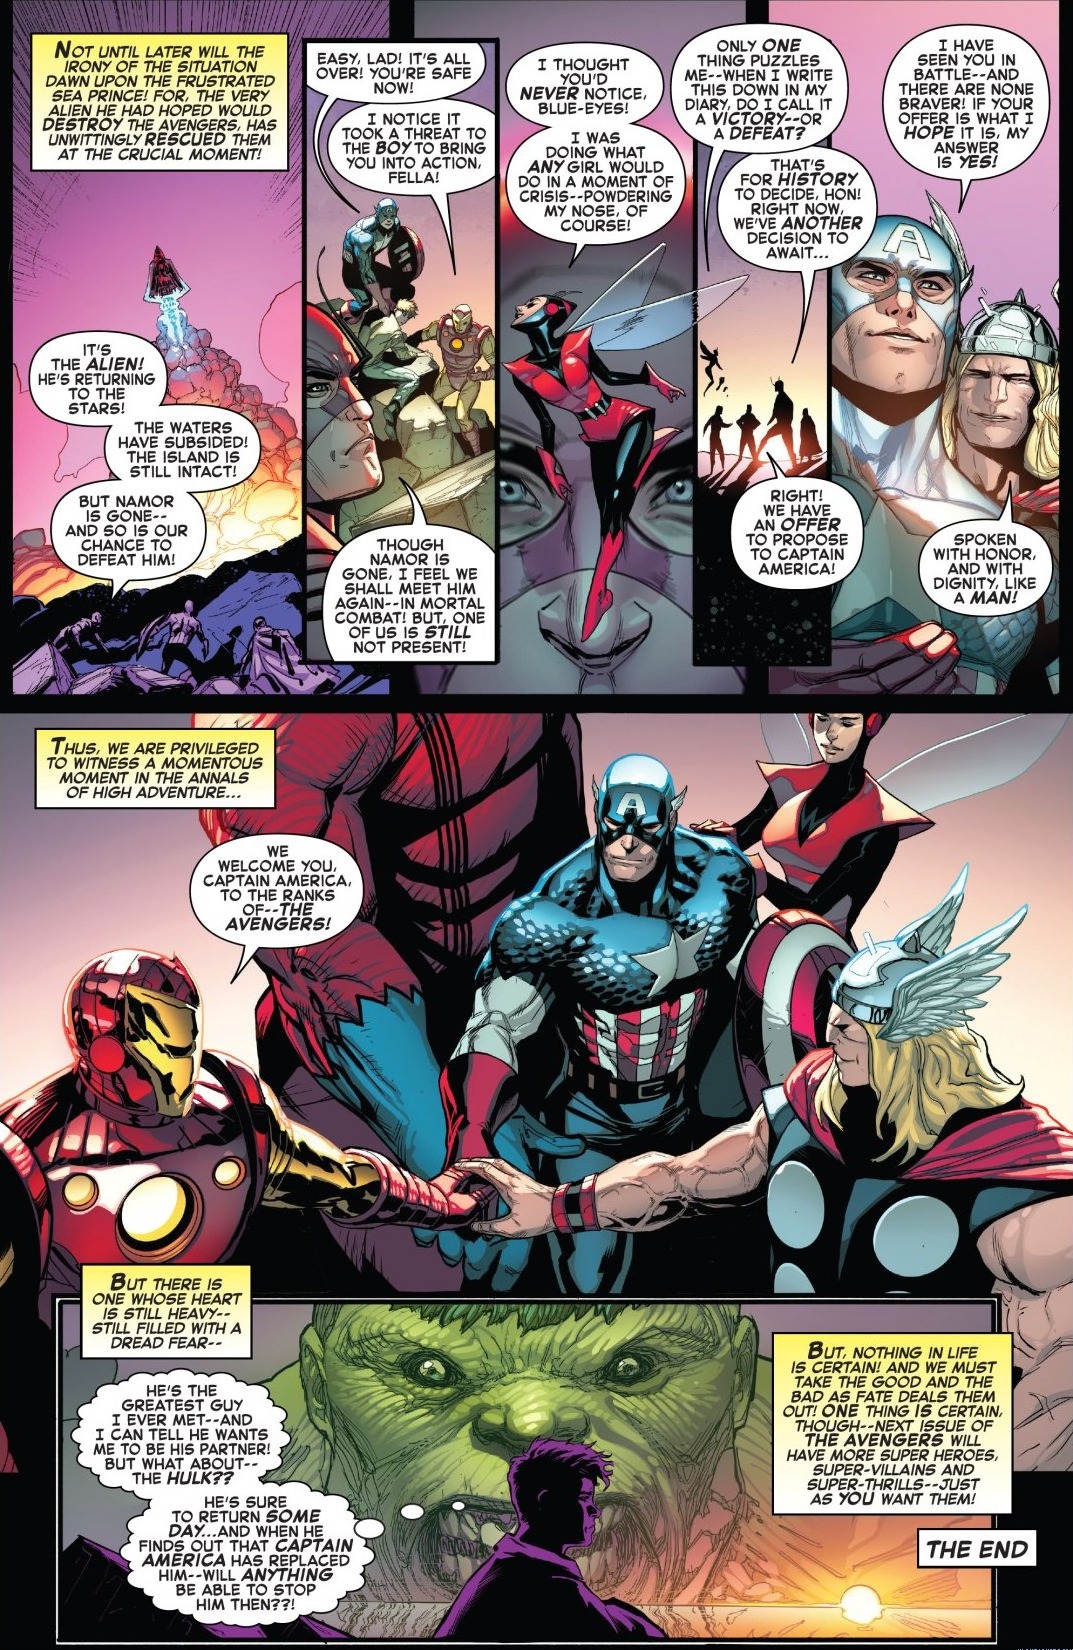 NOT UNTIL LATER WILL THE
IRONY OF THE SITUATION
DAWN UPON THE FRUSTRATED
SEA PRINCE! FOR, THE VERY
ALIEN HE HAD HOPED WOULD
DESTROY THE AVENGERS, HAS
UNWITTINGLY RESCUED THEM
AT THE CRUCIAL MOMENT!
IT'S
THE ALIEN!
HE'S RETURNING
TO THE
STARS!
THE WATERS
HAVE SUBSIDED!
THE ISLAND IS
STILL INTACT!
BUT NAMOR
IS GONE--
AND SO IS OUR
CHANCE TO
DEFEAT HIM!
EASY, LAD! IT'S ALL
OVER! YOU'RE SAFE
NOW!
I NOTICE IT
TOOK A THREAT TO
THE BOY TO BRING
YOU INTO ACTION,
FELLA!
THOUGH
NAMOR IS
GONE, I FEEL WE
SHALL MEET HIM
AGAIN--IN MORTAL
COMBAT! BUT, ONE
OF US IS STILL
NOT PRESENT!
I THOUGHT
YOU'D
NEVER NOTICE,
BLUE-EYES!
I WAS
DOING WHAT
ANY GIRL WOULD
DO IN A MOMENT OF
CRISIS--POWDERING
MY NOSE, OF
COURSE!
ONLY ONE
THING PUZZLES
ME--WHEN I WRITE
THIS DOWN IN MY
DIARY, DO I CALL IT
A VICTORY--OR
A DEFEAT?
THAT'S
FOR HISTORY
TO DECIDE, HON!
RIGHT NOW,
WE'VE ANOTHER
DECISION TO
AWAIT...
RIGHT!
WE HAVE
AN OFFER
TO PROPOSE
TO CAPTAIN
AMERICA!
I HAVE
SEEN YOU IN
BATTLE--AND
THERE ARE NONE
BRAVER! IF YOUR
OFFER IS WHAT I
HOPE IT IS, MY
ANSWER
IS YES!
A
SPOKEN
WITH HONOR,
AND WITH
DIGNITY, LIKE
A MAN!
THUS, WE ARE PRIVILEGED
TO WITNESS A MOMENTOUS
MOMENT IN THE ANNALS
OF HIGH ADVENTURE...
WE
WELCOME YOU,
CAPTAIN AMERICA,
TO THE RANKS
OF--THE
AVENGERS!
A
BUT THERE IS
ONE WHOSE HEART
IS STILL HEAVY--
STILL FILLED WITH A
DREAD FEAR--
HE'S THE
GREATEST GUY
I EVER MET--AND
I CAN TELL HE WANTS
ME TO BE HIS PARTNER!
BUT WHAT ABOUT--
THE HULK??
HE'S SURE
TO RETURN SOME
DAY...AND WHEN HE
FINDS OUT THAT CAPTAIN
AMERICA HAS REPLACED
HIM--WILL ANYTHING
BE ABLE TO STOP
HIM THEN??!
BUT, NOTHING IN LIFE
IS CERTAIN! AND WE MUST
TAKE THE GOOD AND THE
BAD AS FATE DEALS THEM
OUT! ONE THING IS CERTAIN,
THOUGH--NEXT ISSUE OF
THE AVENGERS WILL
HAVE MORE SUPER HEROES,
SUPER-VILLAINS AND
SUPER-THRILLS--JUST
AS YOU WANT THEM!
THE END